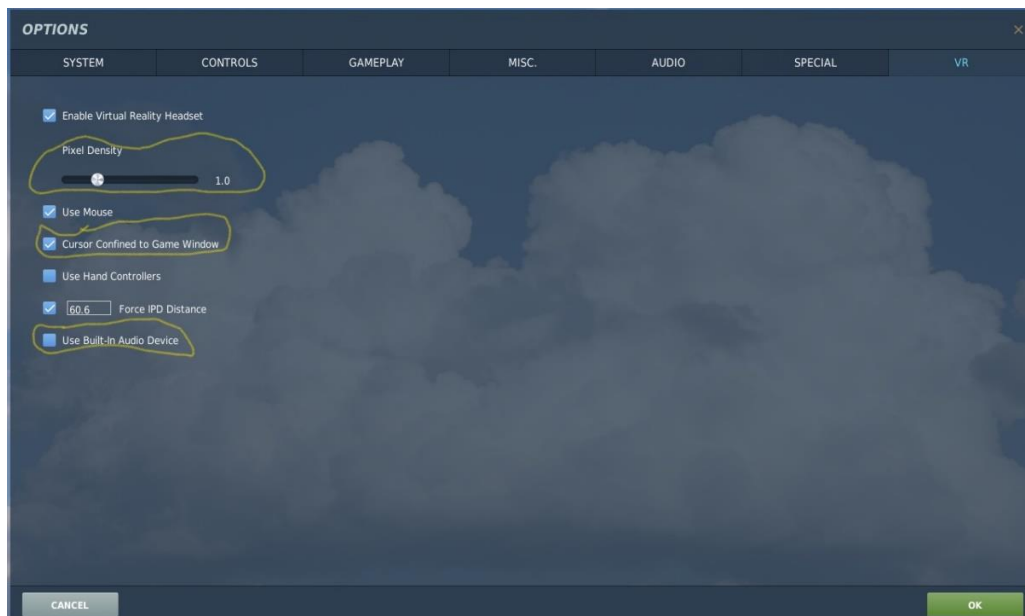 OPTIONS
×
SYSTEM CONTROLS GAMEPLAY MISC. AUDIO SPECIAL VR
Enable Virtual Reality Headset
Pixel Density
1.0
Use Mouse
Cursor Confined to Game Window
Use Hand Controllers
60.6 Force IPD Distance
Use Built-In Audio Device
CANCEL OK